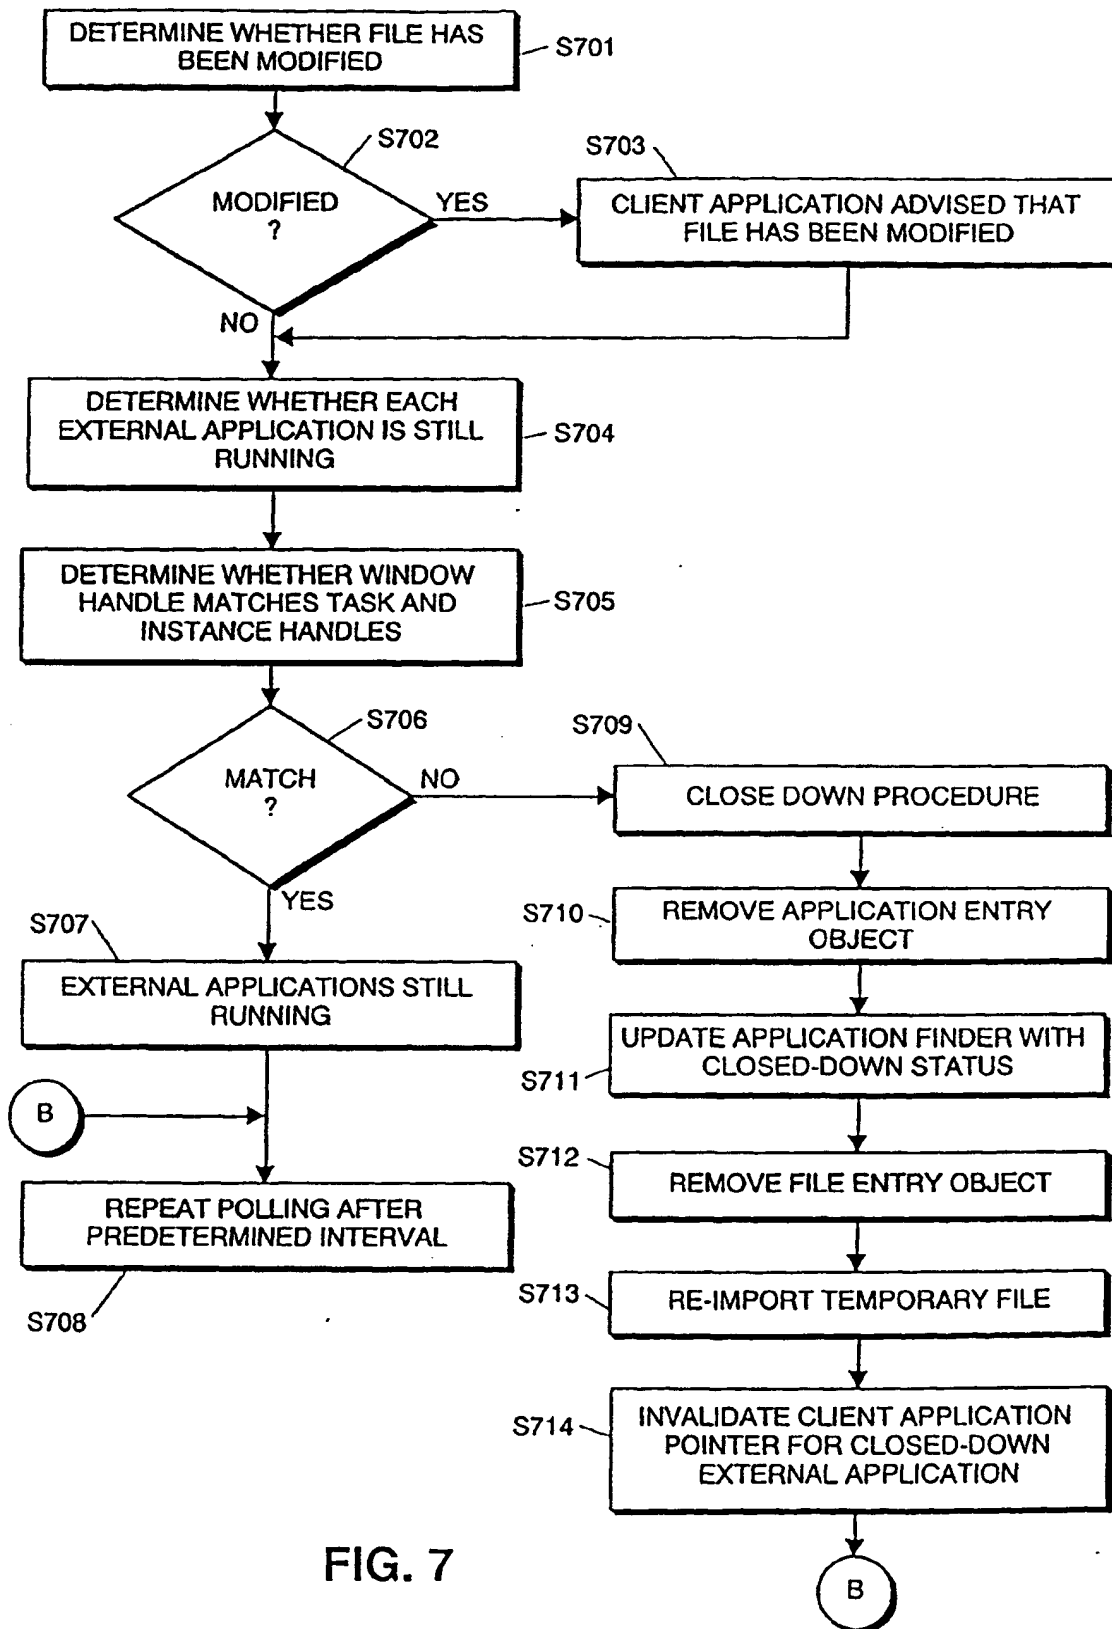 DETERMINE WHETHER FILE HAS
BEEN MODIFIED
S701
S702
MODIFIED
?
YES
NO
S703
CLIENT APPLICATION ADVISED THAT
FILE HAS BEEN MODIFIED
DETERMINE WHETHER EACH
EXTERNAL APPLICATION IS STILL
RUNNING
S704
DETERMINE WHETHER WINDOW
HANDLE MATCHES TASK AND
INSTANCE HANDLES
S705
S706
MATCH
?
NO
YES
S707
EXTERNAL APPLICATIONS STILL
RUNNING
B
REPEAT POLLING AFTER
PREDETERMINED INTERVAL
S708
S709
CLOSE DOWN PROCEDURE
S710
REMOVE APPLICATION ENTRY
OBJECT
S711
UPDATE APPLICATION FINDER WITH
CLOSED-DOWN STATUS
S712
REMOVE FILE ENTRY OBJECT
S713
RE-IMPORT TEMPORARY FILE
S714
INVALIDATE CLIENT APPLICATION
POINTER FOR CLOSED-DOWN
EXTERNAL APPLICATION
B
FIG. 7